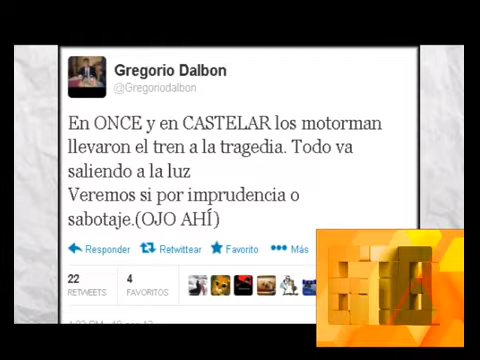 Gregorio Dalbon
@Gregoriodalbon
En ONCE y en CASTELAR los motorman
llevaron el tren a la tragedia. Todo va
saliendo a la luz
Veremos si por imprudencia o
sabotaje.(OJO AHÍ)
Responder Retwittear Favorito Más
22 4
RETWEETS FAVORITOS